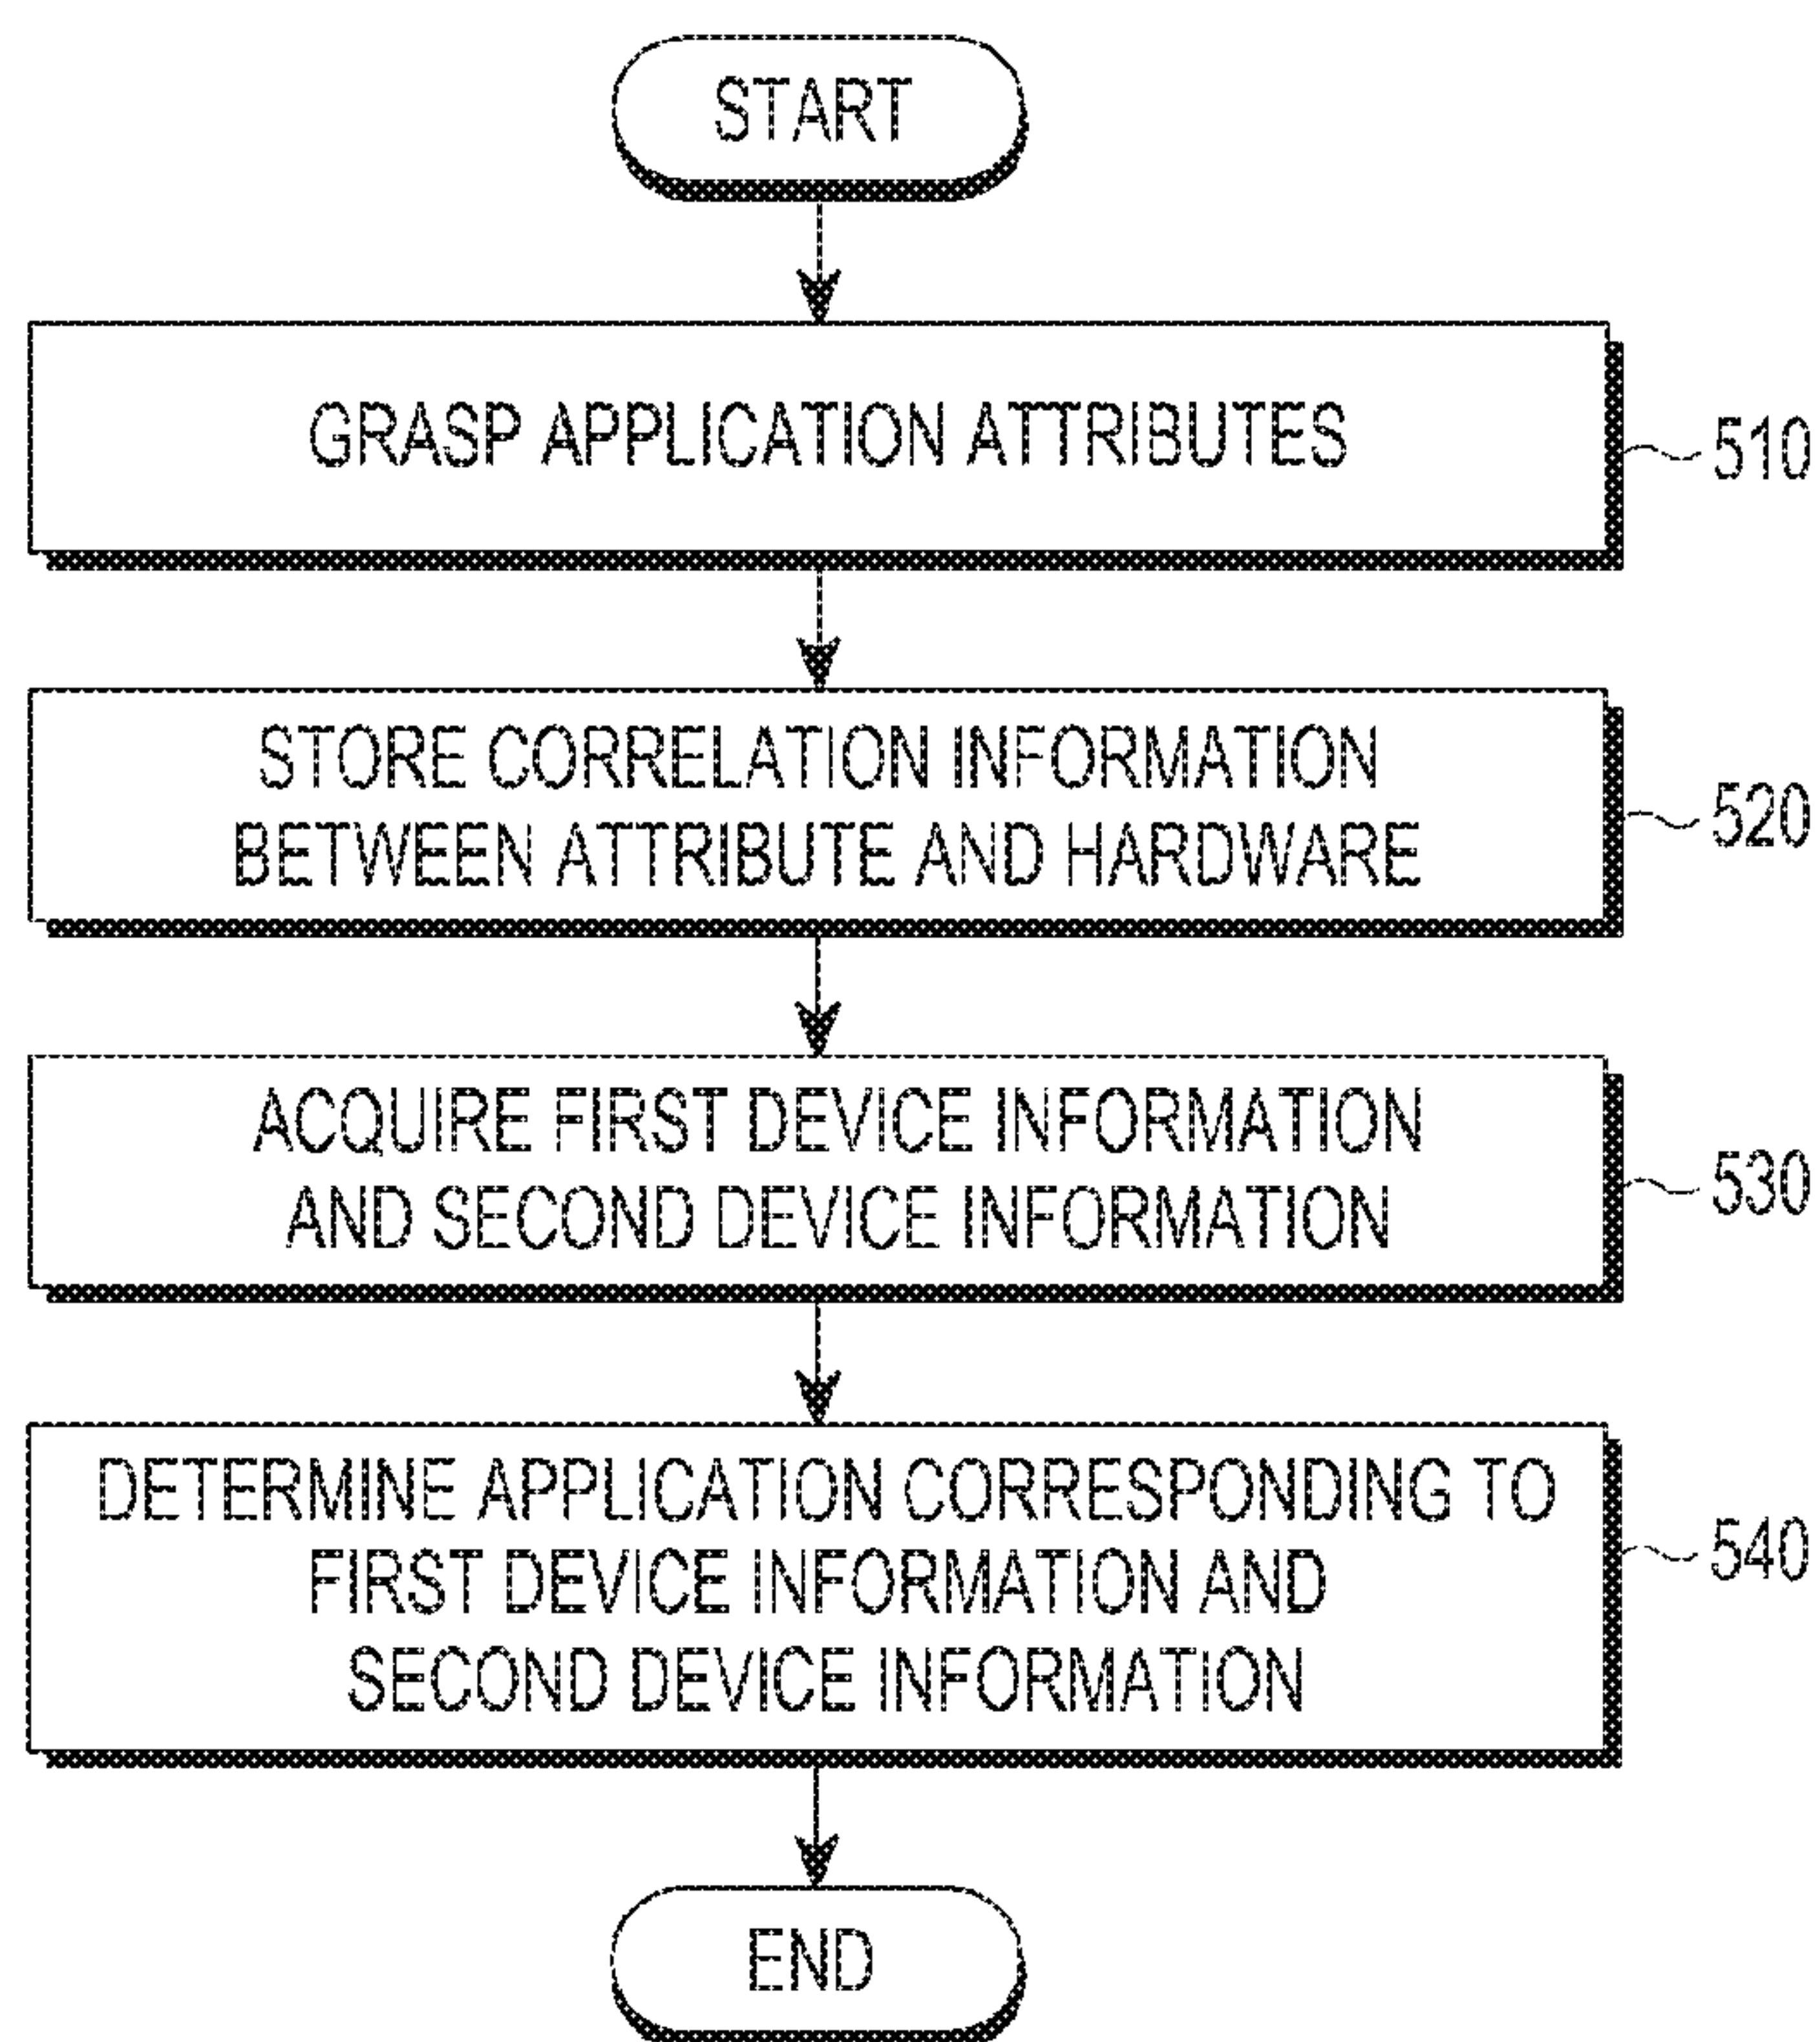 START
GRASP APPLICATION ATTRIBUTES
510
STORE CORRELATION INFORMATION
BETWEEN ATTRIBUTE AND HARDWARE
520
ACQUIRE FIRST DEVICE INFORMATION
AND SECOND DEVICE INFORMATION
530
DETERMINE APPLICATION CORRESPONDING TO
FIRST DEVICE INFORMATION AND
SECOND DEVICE INFORMATION
540
END